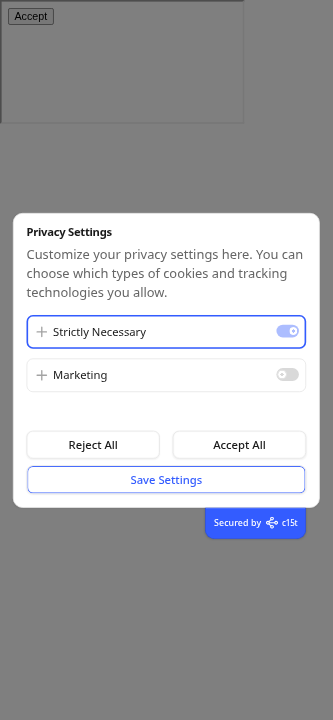 Accept
Privacy Settings
Customize your privacy settings here. You can
choose which types of cookies and tracking
technologies you allow.
Strictly Necessary
Marketing
Reject All
Accept All
Save Settings
Secured by c15t